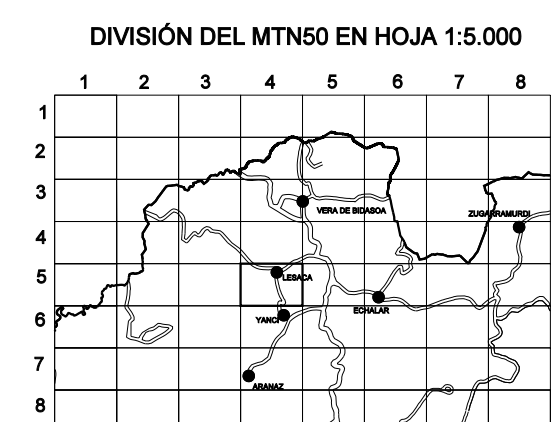 DIVISIÓN DEL MTN50 EN HOJA 1:5.000
1 2 3 4 5 6 7 8
1
2
3
VERA DE BIDASOA
ZUGARRAMURDI
4
5
LESACA
ECHALAR
6
YANCI
7
ARANAZ
8